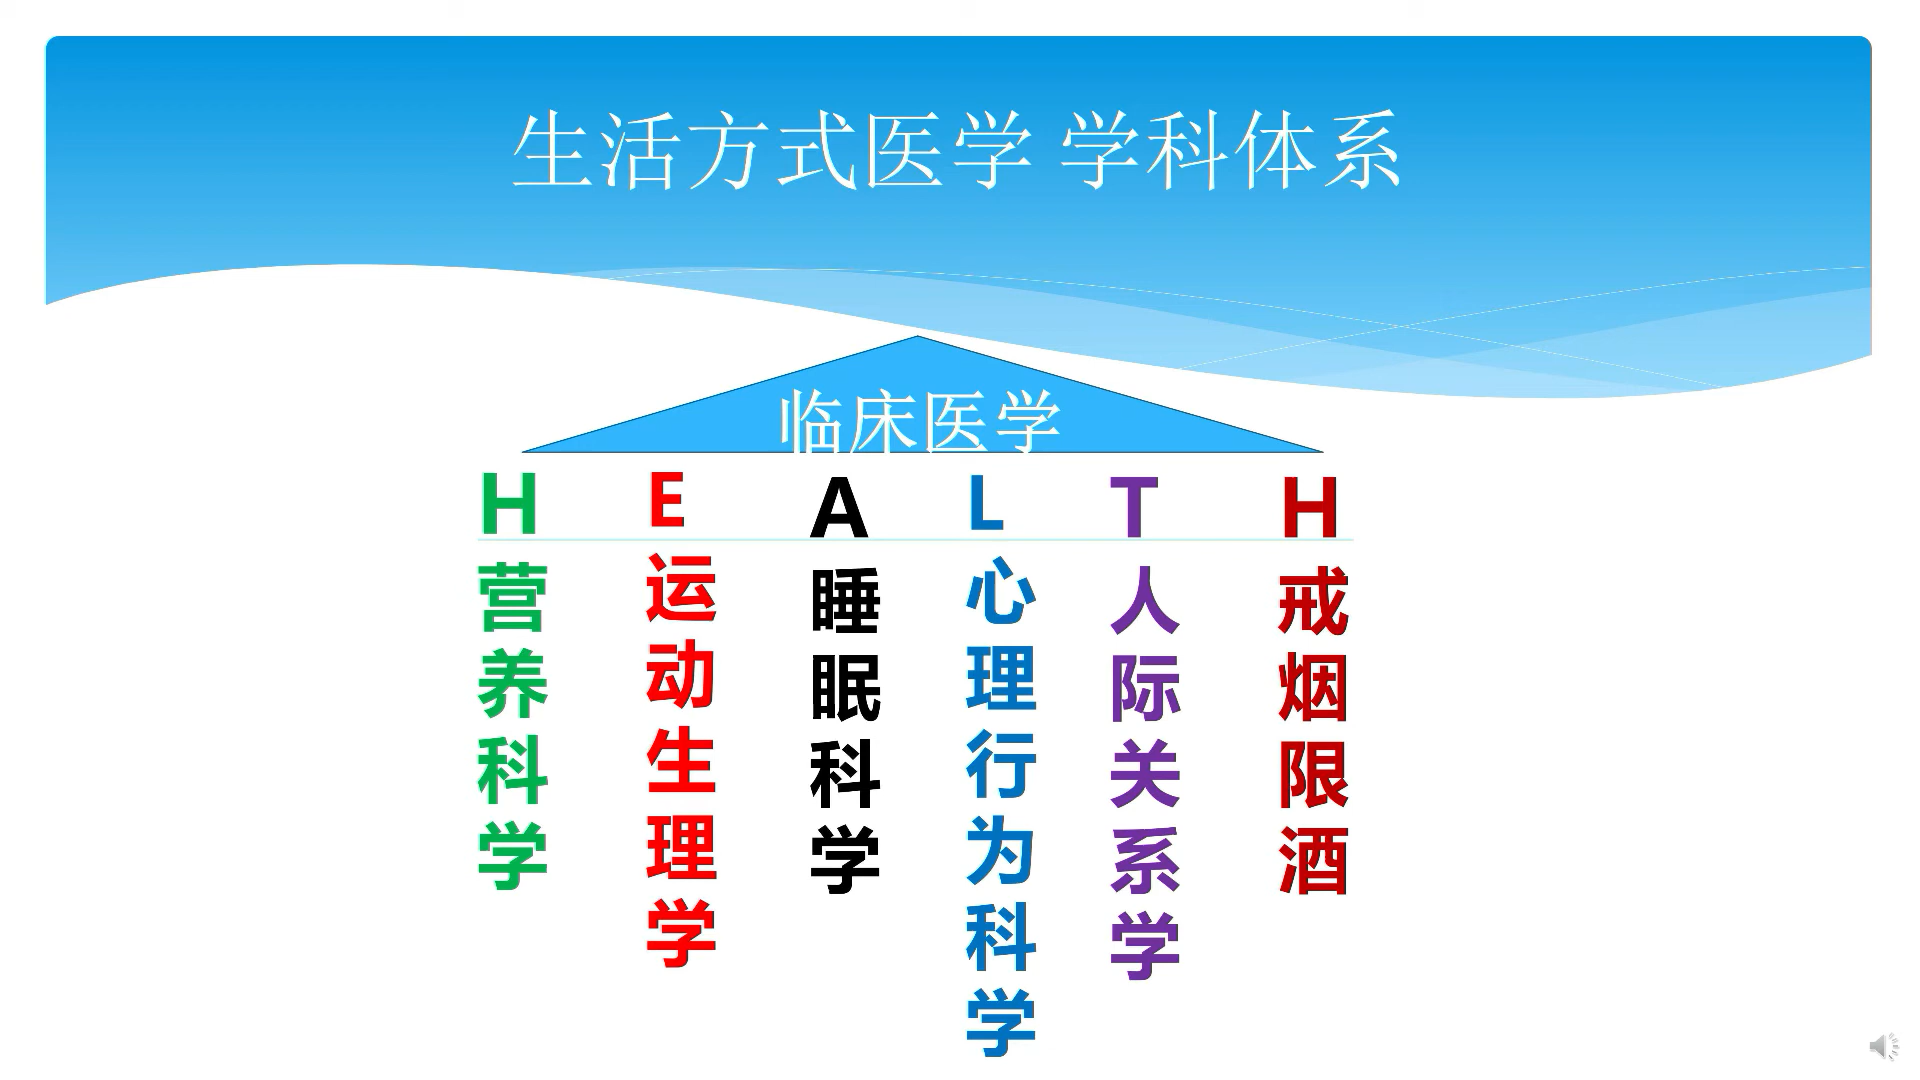 生活方式医学 学科体系
临床医学
H E A L T H
营养科学
运动生理学
睡眠科学
心理行为科学
人际关系学
戒烟限酒